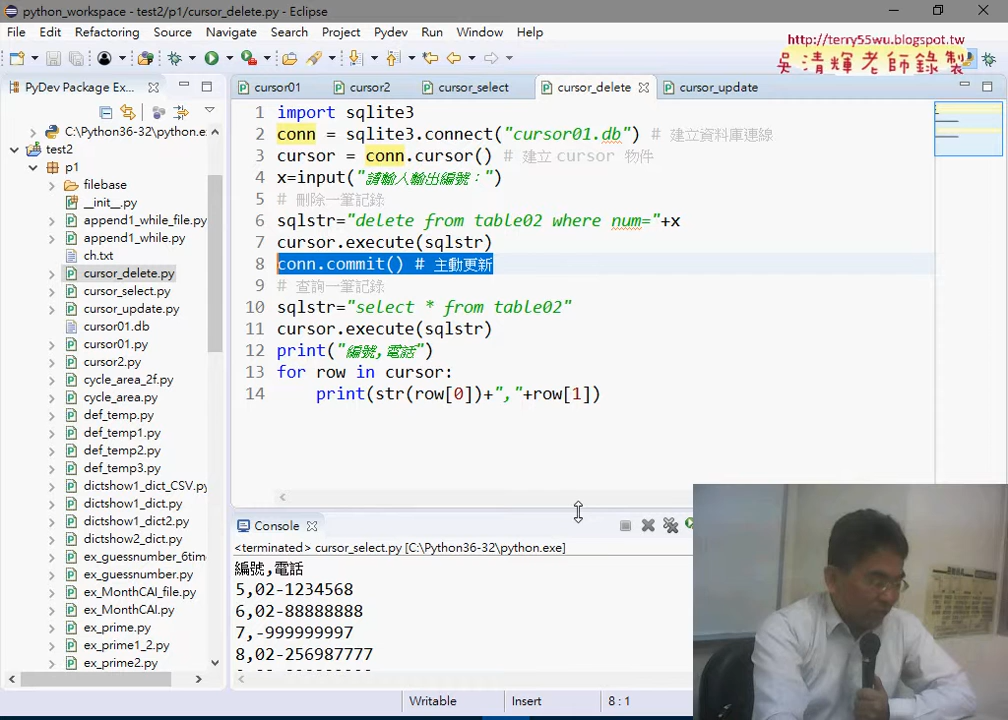 python_workspace - test2/p1/cursor_delete.py - Eclipse
File Edit Refactoring Source Navigate Search Project Pydev Run Window Help
http://terry55wu.blogspot.tw
吳清輝老師錄製
PyDev Package Ex...
cursor01
cursor2
cursor_select
cursor_delete
cursor_update
C:\Python36-32\python.e
test2
p1
filebase
__init__.py
append1_while_file.py
append1_while.py
ch.txt
cursor_delete.py
cursor_select.py
cursor_update.py
cursor01.db
cursor01.py
cursor2.py
cycle_area_2f.py
cycle_area.py
def_temp.py
def_temp1.py
def_temp2.py
def_temp3.py
dictshow1_dict_CSV.py
dictshow1_dict.py
dictshow1_dict2.py
dictshow2_dict.py
ex_guessnumber_6tim
ex_guessnumber.py
ex_MonthCAI_file.py
ex_MonthCAI.py
ex_prime.py
ex_prime1_2.py
ex_prime2.py
1 import sqlite3
2 conn = sqlite3.connect("cursor01.db") # 建立資料庫連線
3 cursor = conn.cursor() # 建立 cursor 物件
4 x=input("請輸入輸出編號：")
5 # 刪除一筆記錄
6 sqlstr="delete from table02 where num="+x
7 cursor.execute(sqlstr)
8 conn.commit() # 主動更新
9 # 查詢一筆記錄
10 sqlstr="select * from table02"
11 cursor.execute(sqlstr)
12 print("編號,電話")
13 for row in cursor:
14 print(str(row[0])+","+row[1])
Console
<terminated> cursor_select.py [C:\Python36-32\python.exe]
編號,電話
5,02-1234568
6,02-88888888
7,-999999997
8,02-256987777
Writable Insert 8 : 1